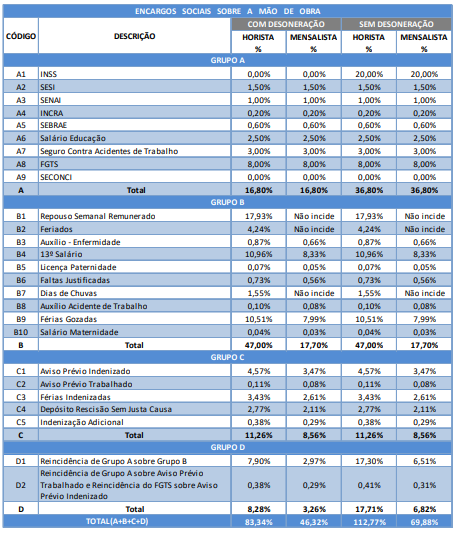 ENCARGOS SOCIAIS SOBRE A MÃO DE OBRA
CÓDIGO DESCRIÇÃO COM DESONERAÇÃO SEM DESONERAÇÃO
HORISTA % MENSALISTA % HORISTA % MENSALISTA %
GRUPO A
A1 INSS 0,00% 0,00% 20,00% 20,00%
A2 SESI 1,50% 1,50% 1,50% 1,50%
A3 SENAI 1,00% 1,00% 1,00% 1,00%
A4 INCRA 0,20% 0,20% 0,20% 0,20%
A5 SEBRAE 0,60% 0,60% 0,60% 0,60%
A6 Salário Educação 2,50% 2,50% 2,50% 2,50%
A7 Seguro Contra Acidentes de Trabalho 3,00% 3,00% 3,00% 3,00%
A8 FGTS 8,00% 8,00% 8,00% 8,00%
A9 SECONCI 0,00% 0,00% 0,00% 0,00%
A Total 16,80% 16,80% 36,80% 36,80%
GRUPO B
B1 Repouso Semanal Remunerado 17,93% Não incide 17,93% Não incide
B2 Feriados 4,24% Não incide 4,24% Não incide
B3 Auxílio - Enfermidade 0,87% 0,66% 0,87% 0,66%
B4 13º Salário 10,96% 8,33% 10,96% 8,33%
B5 Licença Paternidade 0,07% 0,05% 0,07% 0,05%
B6 Faltas Justificadas 0,73% 0,56% 0,73% 0,56%
B7 Dias de Chuvas 1,55% Não incide 1,55% Não incide
B8 Auxílio Acidente de Trabalho 0,10% 0,08% 0,10% 0,08%
B9 Férias Gozadas 10,51% 7,99% 10,51% 7,99%
B10 Salário Maternidade 0,04% 0,03% 0,04% 0,03%
B Total 47,00% 17,70% 47,00% 17,70%
GRUPO C
C1 Aviso Prévio Indenizado 4,57% 3,47% 4,57% 3,47%
C2 Aviso Prévio Trabalhado 0,11% 0,08% 0,11% 0,08%
C3 Férias Indenizadas 3,43% 2,61% 3,43% 2,61%
C4 Depósito Rescisão Sem Justa Causa 2,77% 2,11% 2,77% 2,11%
C5 Indenização Adicional 0,38% 0,29% 0,38% 0,29%
C Total 11,26% 8,56% 11,26% 8,56%
GRUPO D
D1 Reincidência de Grupo A sobre Grupo B 7,90% 2,97% 17,30% 6,51%
D2 Reincidência de Grupo A sobre Aviso Prévio
Trabalhado e Reincidência do FGTS sobre Aviso 0,38% 0,29% 0,41% 0,31%
Prévio Indenizado
D Total 8,28% 3,26% 17,71% 6,82%
TOTAL(A+B+C+D) 83,34% 46,32% 112,77% 69,88%